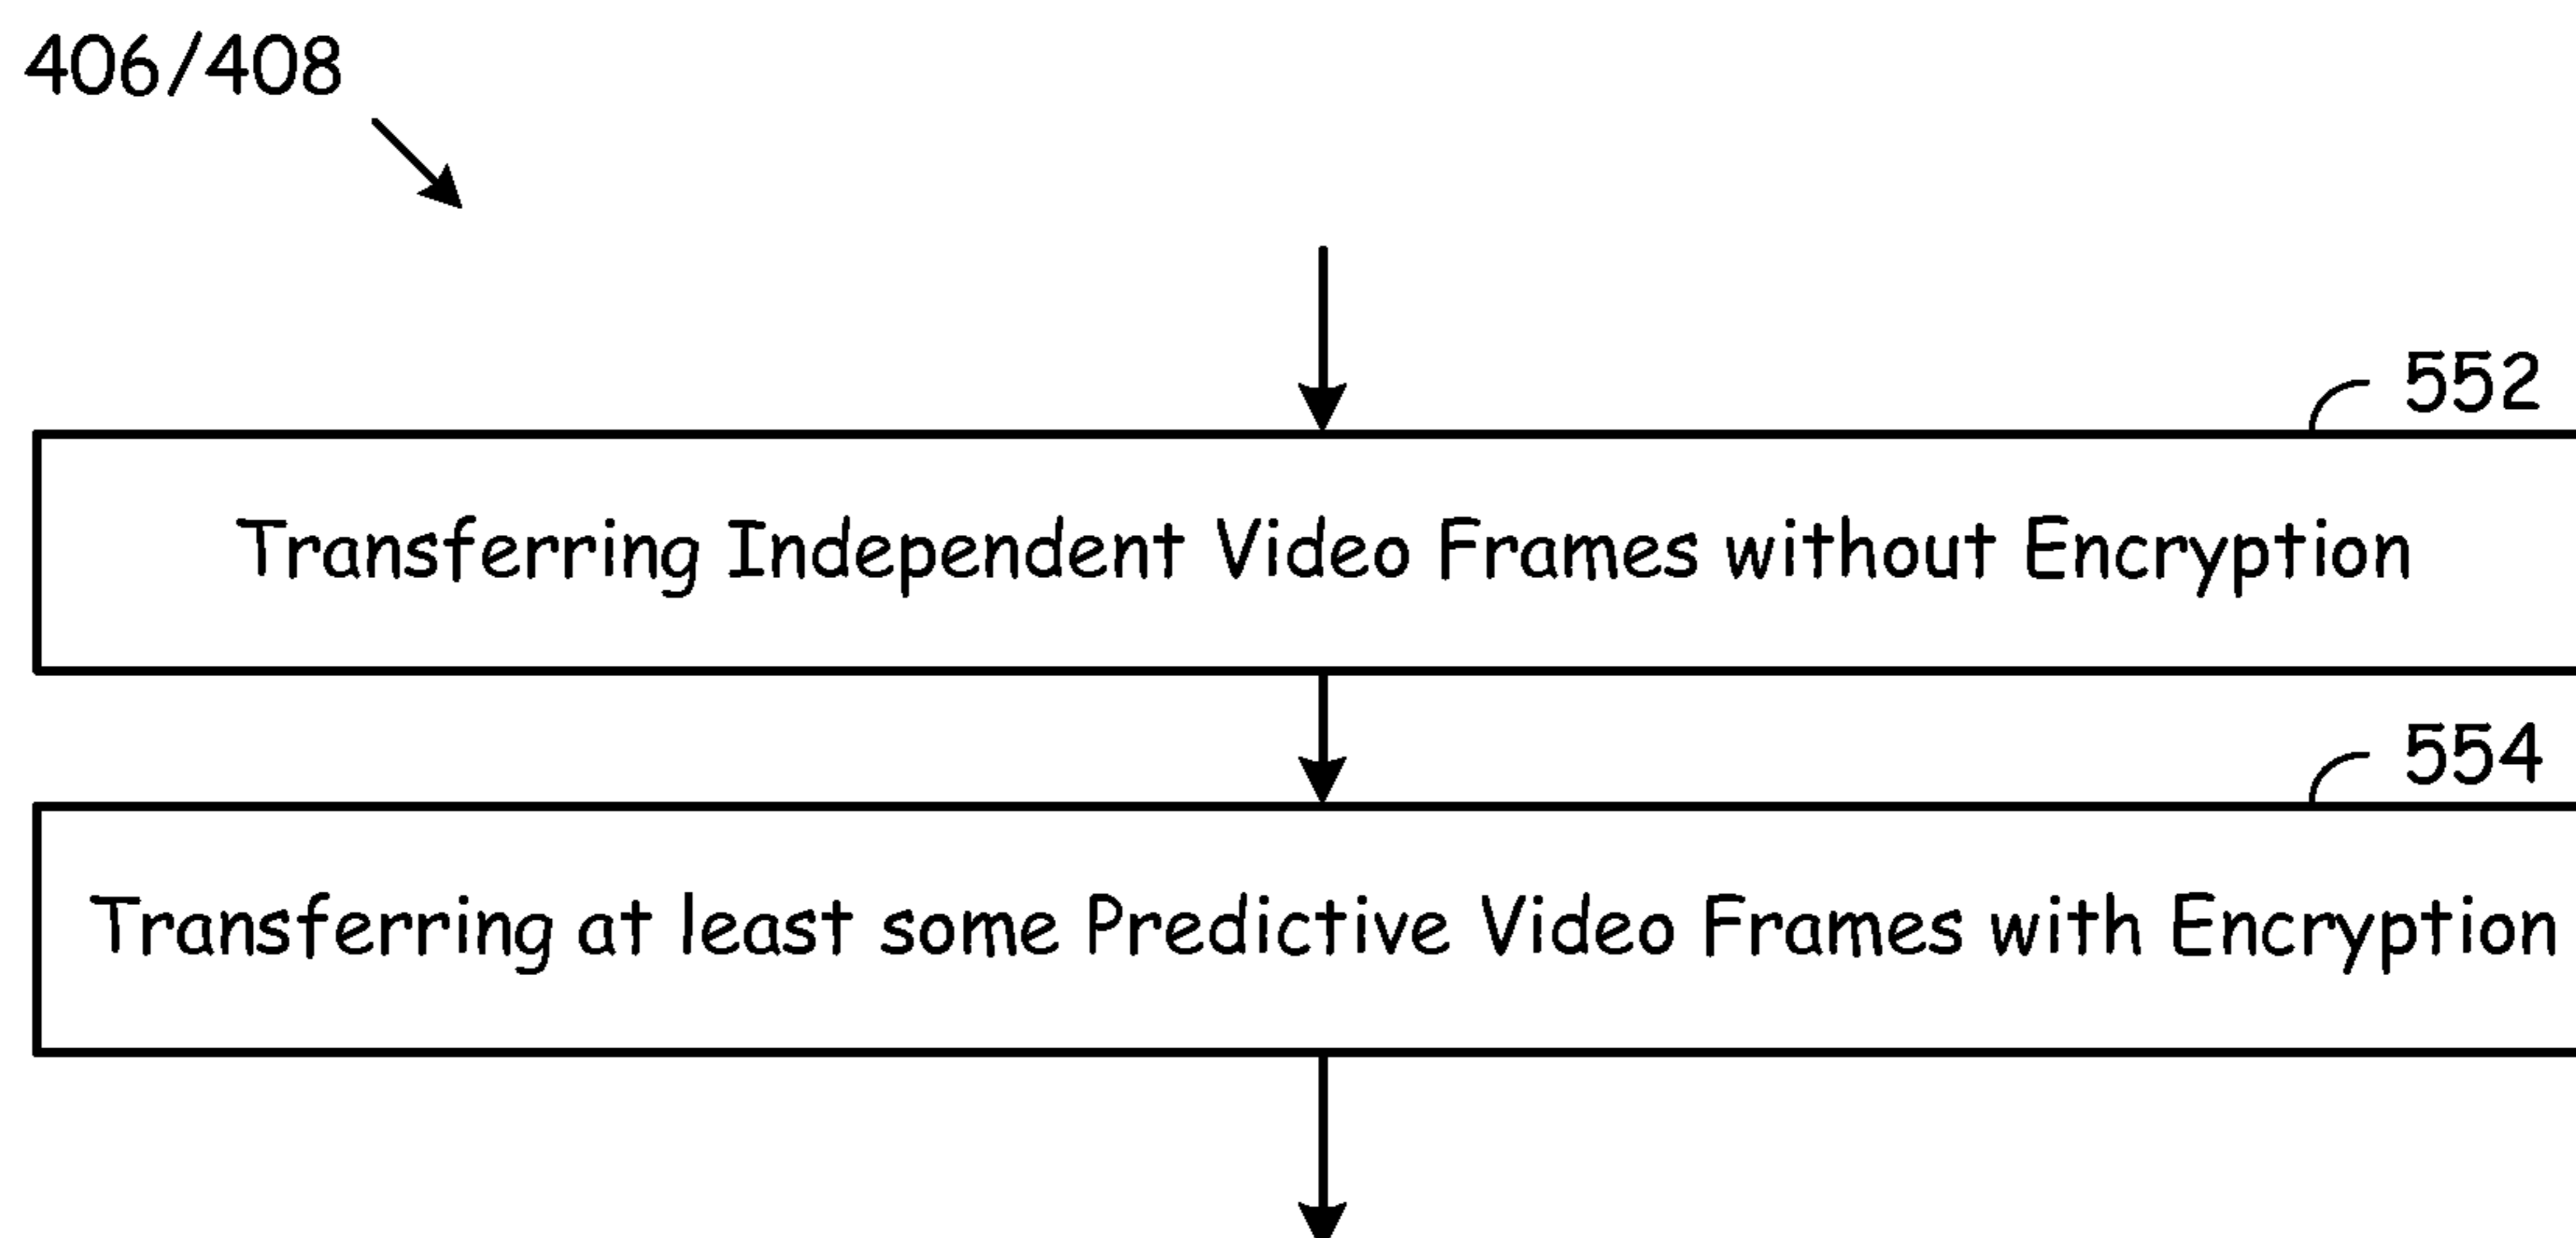 406/408
552
Transferring Independent Video Frames without Encryption
554
Transferring at least some Predictive Video Frames with Encryption